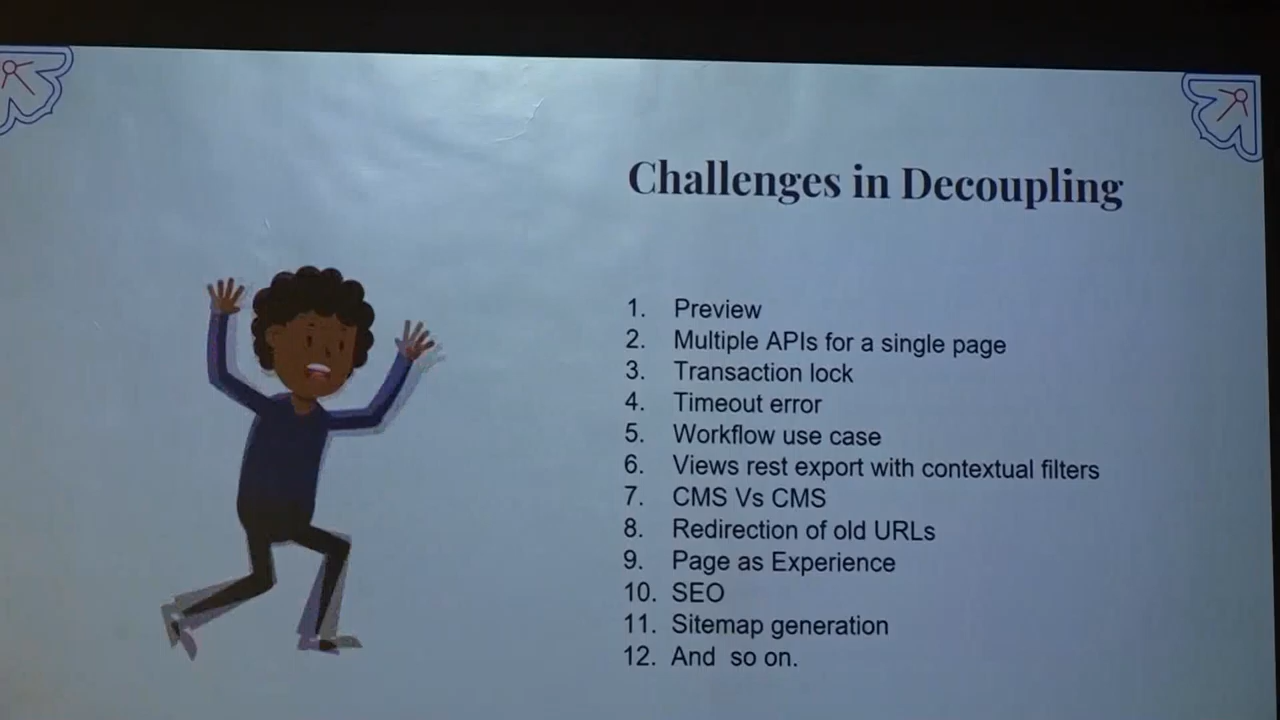 Challenges in Decoupling
1. Preview
2. Multiple APIs for a single page
3. Transaction lock
4. Timeout error
5. Workflow use case
6. Views rest export with contextual filters
7. CMS Vs CMS
8. Redirection of old URLs
9. Page as Experience
10. SEO
11. Sitemap generation
12. And so on.